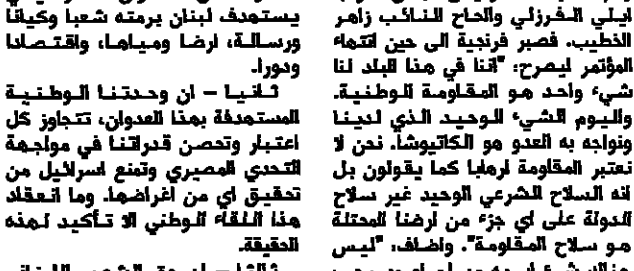 ايلي الفرزلي والحاح للنائب زاهر
الخطيب. فصبر فرنجية الى حين انتهاء
المؤتمر ليصرح: "اننا في هذا البلد لنا
شيء واحد هو المقاومة الوطنية.
واليوم الشيء الوحيد الذي لدينا
ونواجه به العدو هو الكاتيوشا. نحن لا
نعتبر المقاومة ارهابا كما يقولون بل
انه السلاح الشرعي الوحيد غير سلاح
الدولة على اي جزء من ارضنا المحتلة
هو سلاح المقاومة". واضاف: "ليس
يستهدف لبنان برمته شعبا وكيانا
ورسالة، ارضا ومياها، واقتصادا
ودورا.
ثانيا – ان وحدتنا الوطنية
المستهدفة بهذا العدوان، تتجاوز كل
اعتبار وتحصن قدراتنا في مواجهة
التحدي المصيري وتمنع اسرائيل من
تحقيق اي من اغراضها. وما انعقاد
هذا اللقاء الوطني الا تأكيد لهذه
الحقيقة.